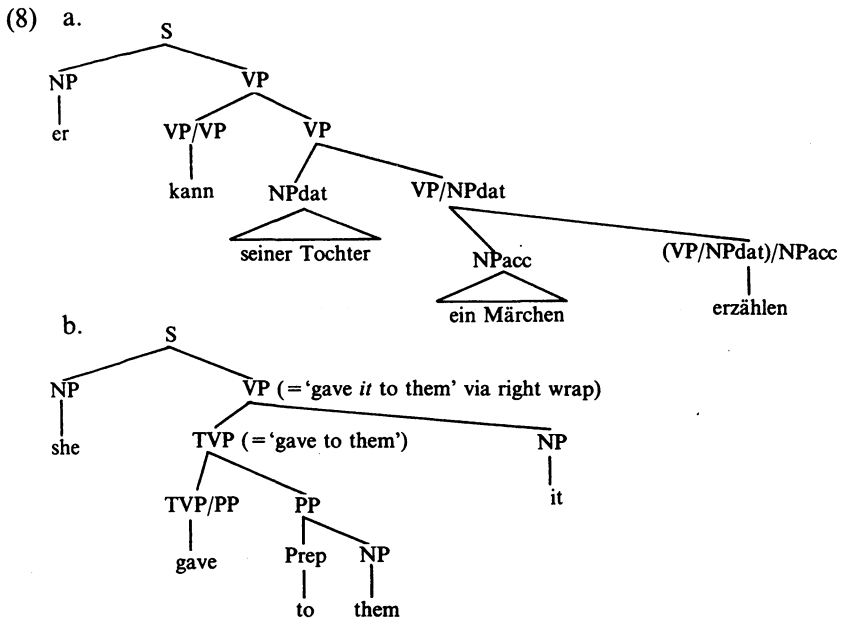 (8) a.
S
NP VP
er VP/VP VP
kann NPdat VP/NPdat
seiner Tochter NPacc (VP/NPdat)/NPacc
ein Märchen erzählen
b.
S
NP VP (= ‘gave it to them’ via right wrap)
she TVP (= ‘gave to them’) NP
it
TVP/PP PP
gave Prep NP
to them